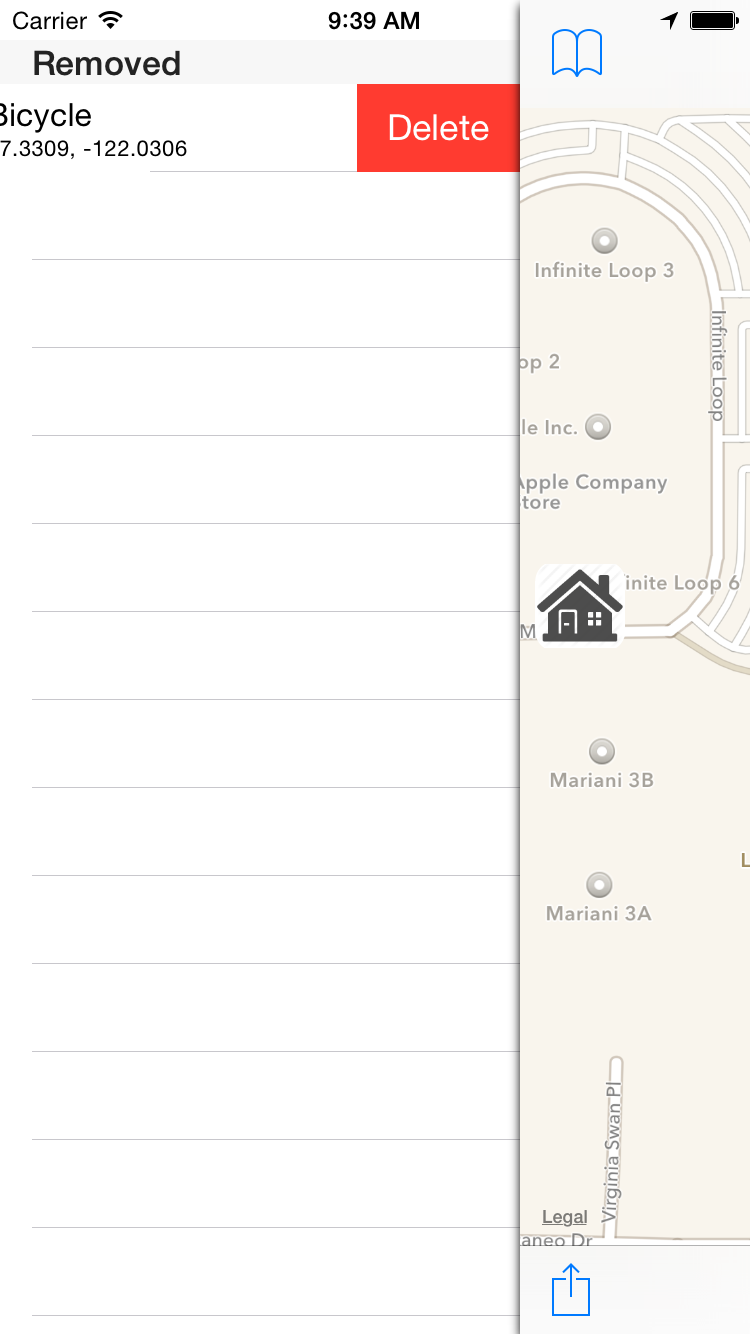 Carrier
9:39 AM
Removed
Bicycle
7.3309, -122.0306
Delete
Infinite Loop 3
Infinite Loop
op 2
le Inc.
Apple Company
tore
inite Loop 6
M
Mariani 3B
L
Mariani 3A
Virginia Swan Pl
Legal
aneo Dr